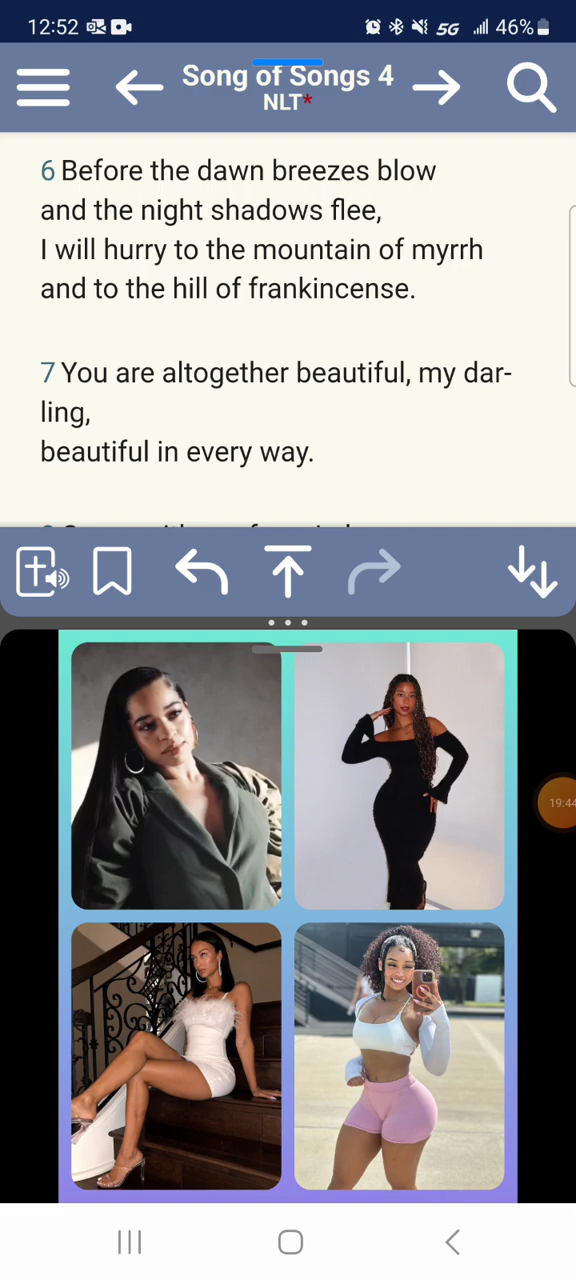 12:52
5G
46%
Song of Songs 4
NLT*
6 Before the dawn breezes blow
and the night shadows flee,
I will hurry to the mountain of myrrh
and to the hill of frankincense.
7 You are altogether beautiful, my dar-
ling,
beautiful in every way.
19:44